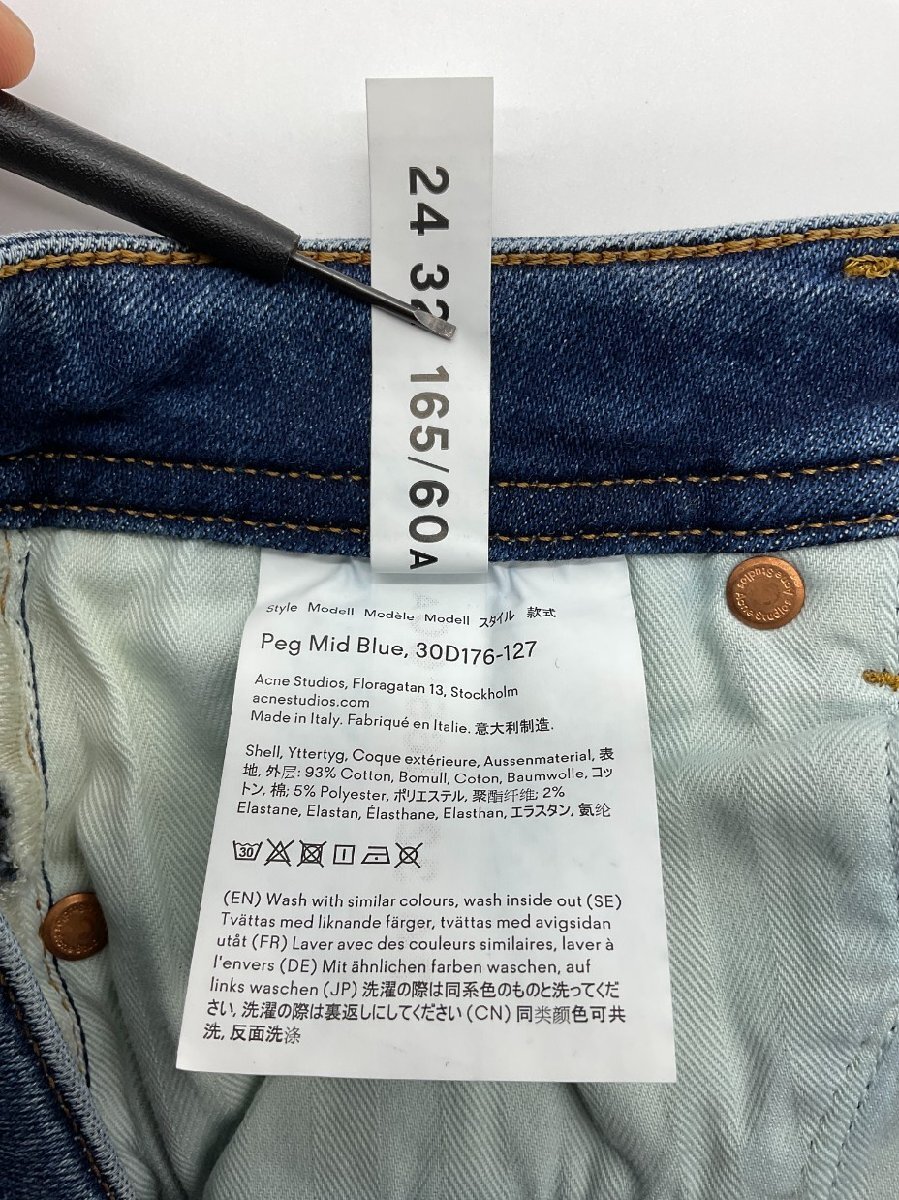 24 32 165/60A
Style Modell Modèle Modell スタイル 款式
Peg Mid Blue, 30D176-127
Acne Studios, Floragatan 13, Stockholm
acnestudios.com
Made in Italy. Fabriqué en Italie. 意大利制造.
Shell, Yttertyg, Coque extérieure, Aussenmaterial, 表
地, 外层: 93% Cotton, Bomull, Coton, Baumwolle, コッ
トン, 棉; 5% Polyester, ポリエステル, 聚酯纤维; 2%
Elastane, Elastan, Élasthane, Elasthan, エラスタン, 氨纶
30
(EN) Wash with similar colours, wash inside out (SE)
Tvättas med liknande färger, tvättas med avigsidan
utåt (FR) Laver avec des couleurs similaires, laver à
l'envers (DE) Mit ähnlichen farben waschen, auf
links waschen (JP) 洗濯の際は同系色のものと洗ってくだ
さい, 洗濯の際は裏返しにしてください (CN) 同类颜色可共
洗, 反面洗涤
Acne Studios